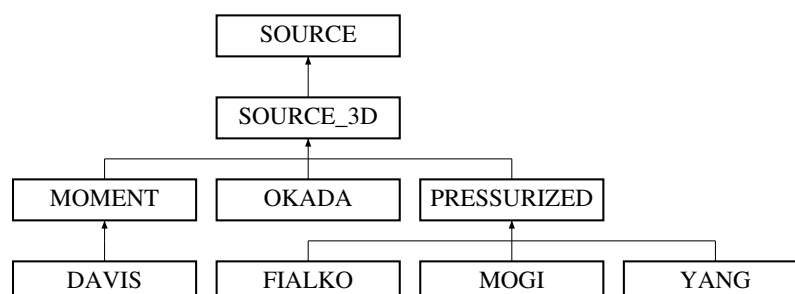 SOURCE
SOURCE_3D
MOMENT OKADA PRESSURIZED
DAVIS FIALKO MOGI YANG